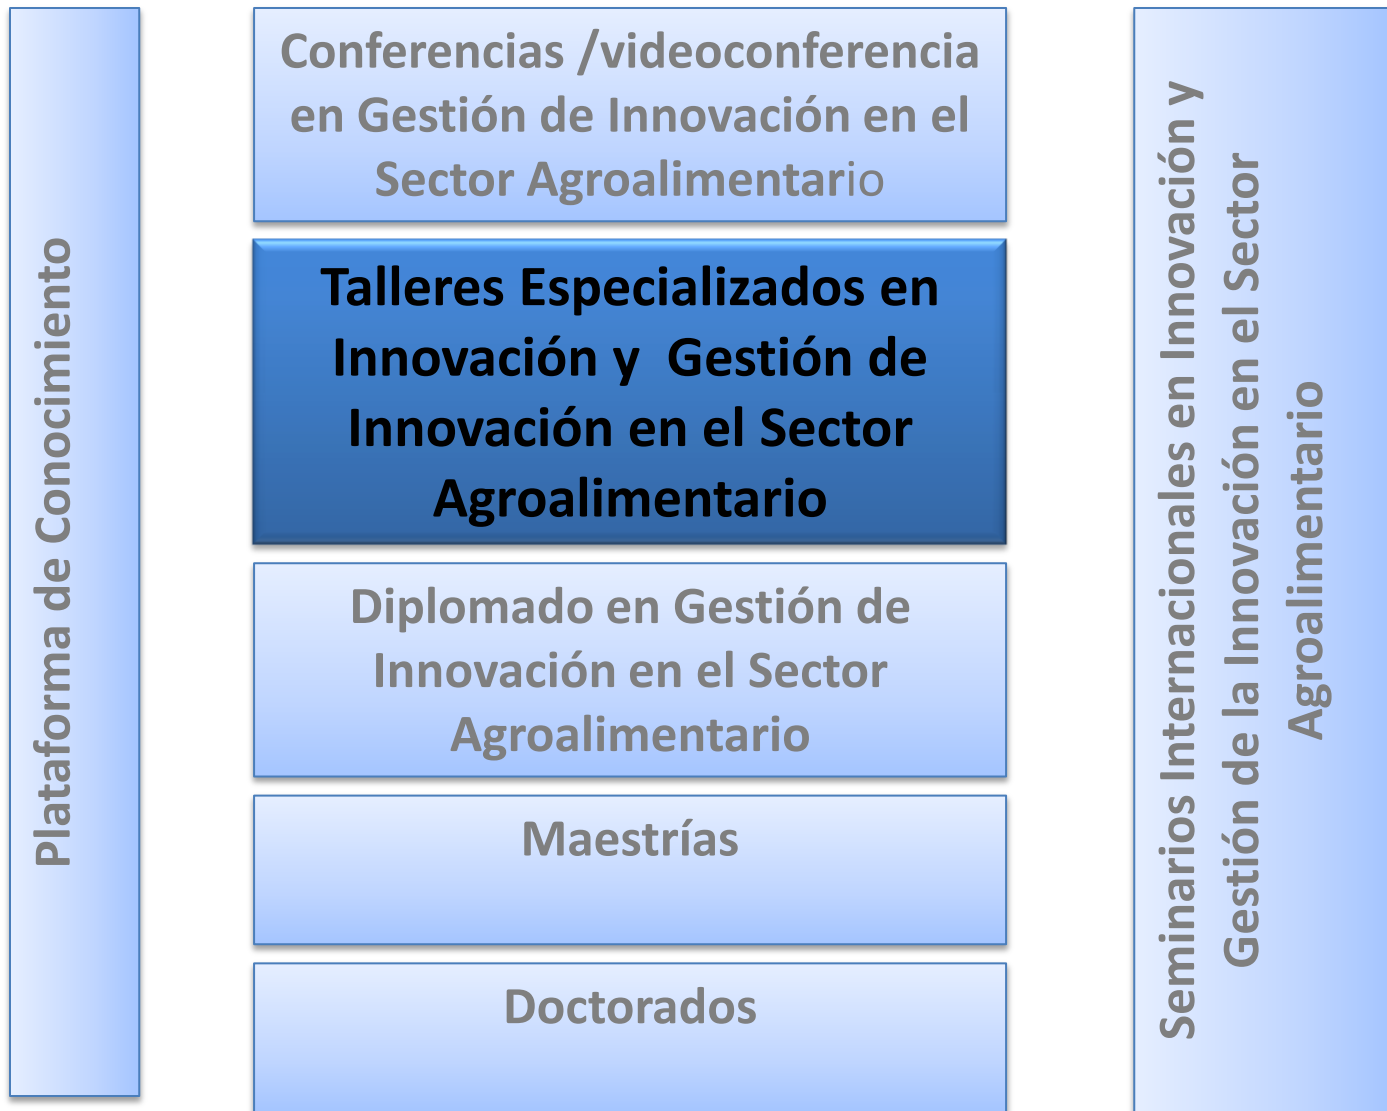 Plataforma de Conocimiento
Conferencias /videoconferencia
en Gestión de Innovación en el
Sector Agroalimentario
Talleres Especializados en
Innovación y  Gestión de
Innovación en el Sector
Agroalimentario
Diplomado en Gestión de
Innovación en el Sector
Agroalimentario
Maestrías
Doctorados
Seminarios Internacionales en Innovación y
Gestión de la Innovación en el Sector
Agroalimentario